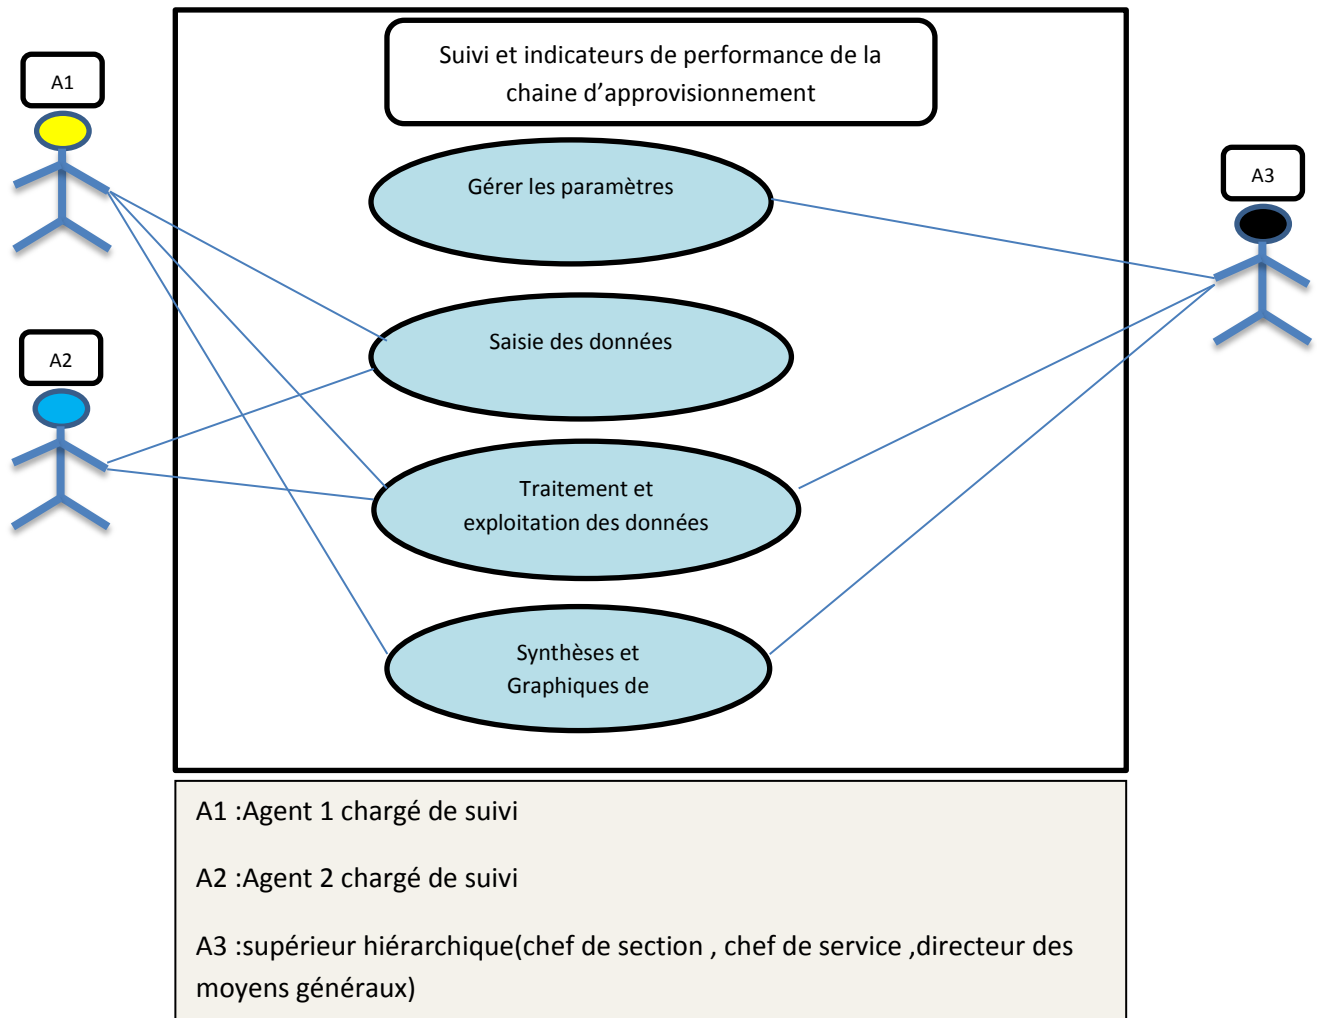 Suivi et indicateurs de performance de la
chaine d’approvisionnement
A1
Gérer les paramètres
A3
Saisie des données
A2
Traitement et
exploitation des données
Synthèses et
Graphiques de
A1 :Agent 1 chargé de suivi
A2 :Agent 2 chargé de suivi
A3 :supérieur hiérarchique(chef de section , chef de service ,directeur des
moyens généraux)